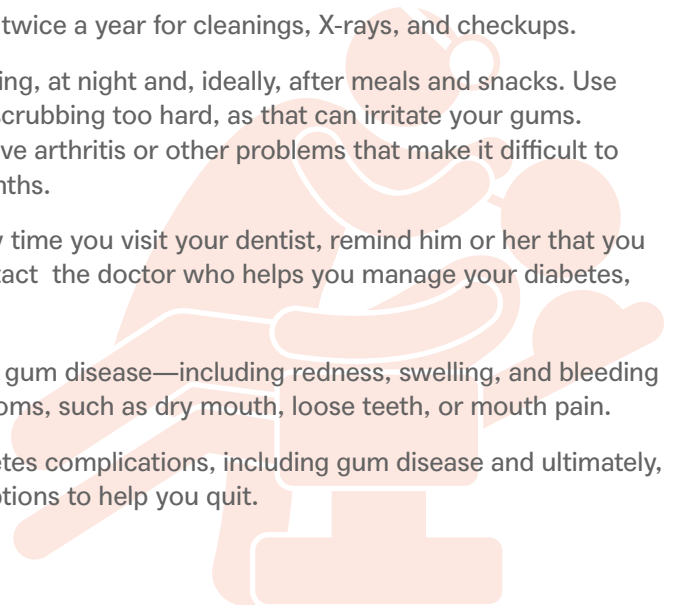 twice a year for cleanings, X-rays, and checkups.
ing, at night and, ideally, after meals and snacks. Use
scrubbing too hard, as that can irritate your gums.
ve arthritis or other problems that make it difficult to
nths.
y time you visit your dentist, remind him or her that you
tact the doctor who helps you manage your diabetes,
gum disease—including redness, swelling, and bleeding
oms, such as dry mouth, loose teeth, or mouth pain.
etes complications, including gum disease and ultimately,
ptions to help you quit.